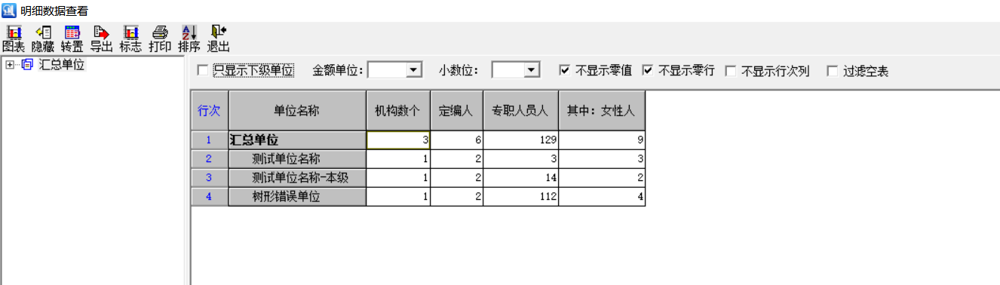 明细数据查看
图表 隐藏 转置 导出 标志 打印 排序 退出
汇总单位
只显示下级单位 金额单位: 小数位: 不显示零值 不显示零行 不显示行次列 过滤空表
行次 单位名称 机构数个 定编人 专职人员人 其中: 女性人
1 汇总单位 3 6 129 9
2 测试单位名称 1 2 3 3
3 测试单位名称-本级 1 2 14 2
4 树形错误单位 1 2 112 4